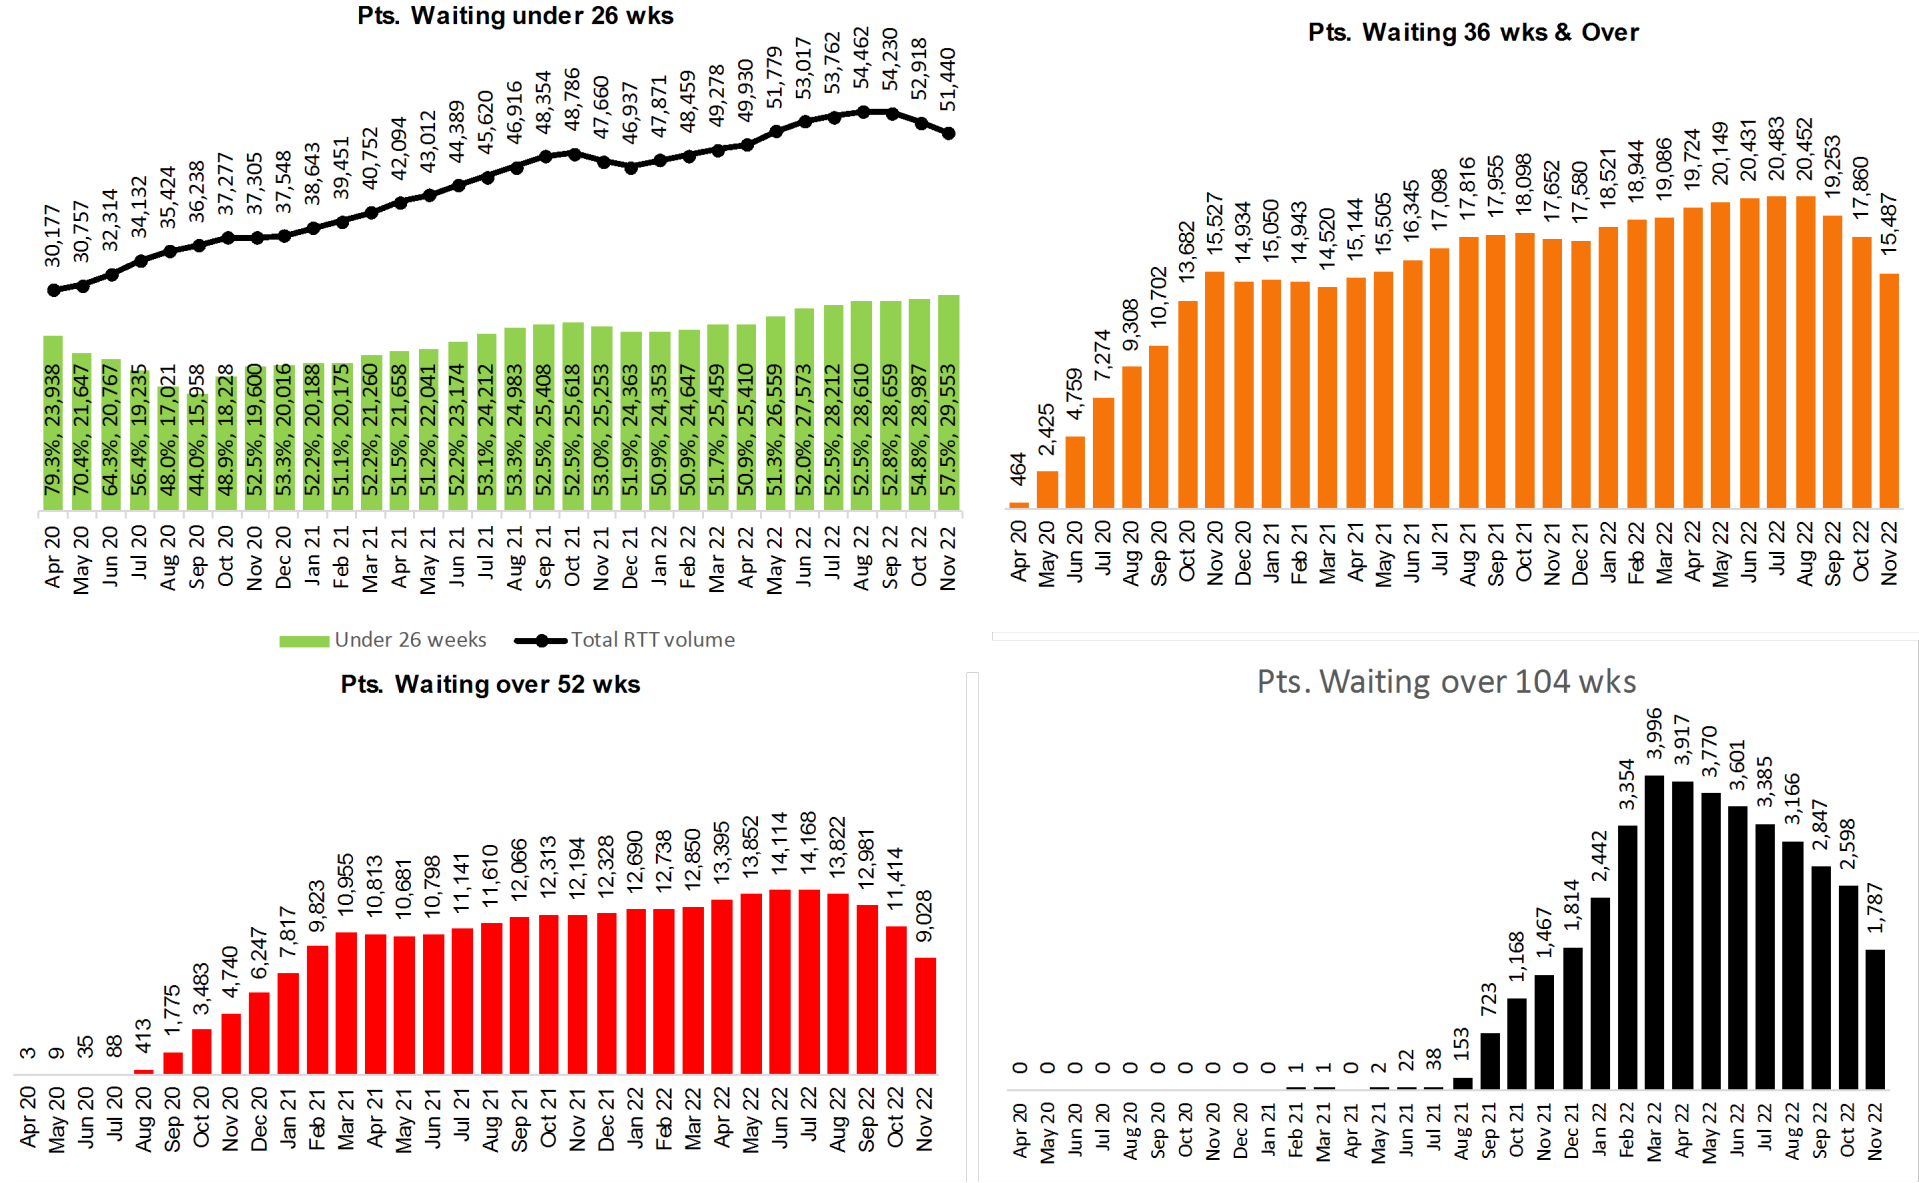 Pts. Waiting under 26 wks
30,177
30,757
32,314
34,132
35,424
36,238
37,277
37,305
37,548
38,643
39,451
40,752
42,094
43,012
44,389
45,620
46,916
48,354
48,786
47,660
46,937
47,871
48,459
49,278
49,930
51,779
53,017
53,762
54,462
54,230
52,918
51,440
79.3%, 23,938
70.4%, 21,647
64.3%, 20,767
56.4%, 19,235
48.0%, 17,021
44.0%, 15,958
48.9%, 18,228
52.5%, 19,600
53.3%, 20,016
52.2%, 20,188
51.1%, 20,175
52.2%, 21,260
51.5%, 21,658
51.2%, 22,041
52.2%, 23,174
53.1%, 24,212
53.3%, 24,983
52.5%, 25,408
52.5%, 25,618
53.0%, 25,253
51.9%, 24,363
50.9%, 24,353
50.9%, 24,647
51.7%, 25,459
50.9%, 25,410
51.3%, 26,559
52.0%, 27,573
52.5%, 28,212
52.5%, 28,610
52.8%, 28,659
54.8%, 28,987
57.5%, 29,553
Apr 20
May 20
Jun 20
Jul 20
Aug 20
Sep 20
Oct 20
Nov 20
Dec 20
Jan 21
Feb 21
Mar 21
Apr 21
May 21
Jun 21
Jul 21
Aug 21
Sep 21
Oct 21
Nov 21
Dec 21
Jan 22
Feb 22
Mar 22
Apr 22
May 22
Jun 22
Jul 22
Aug 22
Sep 22
Oct 22
Nov 22
Under 26 weeks
Total RTT volume
Pts. Waiting 36 wks & Over
464
2,425
4,759
7,274
9,308
10,702
13,682
15,527
14,934
15,050
14,943
14,520
15,144
15,505
16,345
17,098
17,816
17,955
18,098
17,652
17,580
18,521
18,944
19,086
19,724
20,149
20,431
20,483
20,452
19,253
17,860
15,487
Apr 20
May 20
Jun 20
Jul 20
Aug 20
Sep 20
Oct 20
Nov 20
Dec 20
Jan 21
Feb 21
Mar 21
Apr 21
May 21
Jun 21
Jul 21
Aug 21
Sep 21
Oct 21
Nov 21
Dec 21
Jan 22
Feb 22
Mar 22
Apr 22
May 22
Jun 22
Jul 22
Aug 22
Sep 22
Oct 22
Nov 22
Pts. Waiting over 52 wks
3
9
35
88
413
1,775
3,483
4,740
6,247
7,817
9,823
10,955
10,813
10,681
10,798
11,141
11,610
12,066
12,313
12,194
12,328
12,690
12,738
12,850
13,395
13,852
14,114
14,168
13,822
12,981
11,414
9,028
Apr 20
May 20
Jun 20
Jul 20
Aug 20
Sep 20
Oct 20
Nov 20
Dec 20
Jan 21
Feb 21
Mar 21
Apr 21
May 21
Jun 21
Jul 21
Aug 21
Sep 21
Oct 21
Nov 21
Dec 21
Jan 22
Feb 22
Mar 22
Apr 22
May 22
Jun 22
Jul 22
Aug 22
Sep 22
Oct 22
Nov 22
Pts. Waiting over 104 wks
0
0
0
0
0
0
0
0
0
0
1
1
0
2
22
38
153
723
1,168
1,467
1,814
2,442
3,354
3,996
3,917
3,770
3,601
3,385
3,166
2,847
2,598
1,787
Apr 20
May 20
Jun 20
Jul 20
Aug 20
Sep 20
Oct 20
Nov 20
Dec 20
Jan 21
Feb 21
Mar 21
Apr 21
May 21
Jun 21
Jul 21
Aug 21
Sep 21
Oct 21
Nov 21
Dec 21
Jan 22
Feb 22
Mar 22
Apr 22
May 22
Jun 22
Jul 22
Aug 22
Sep 22
Oct 22
Nov 22